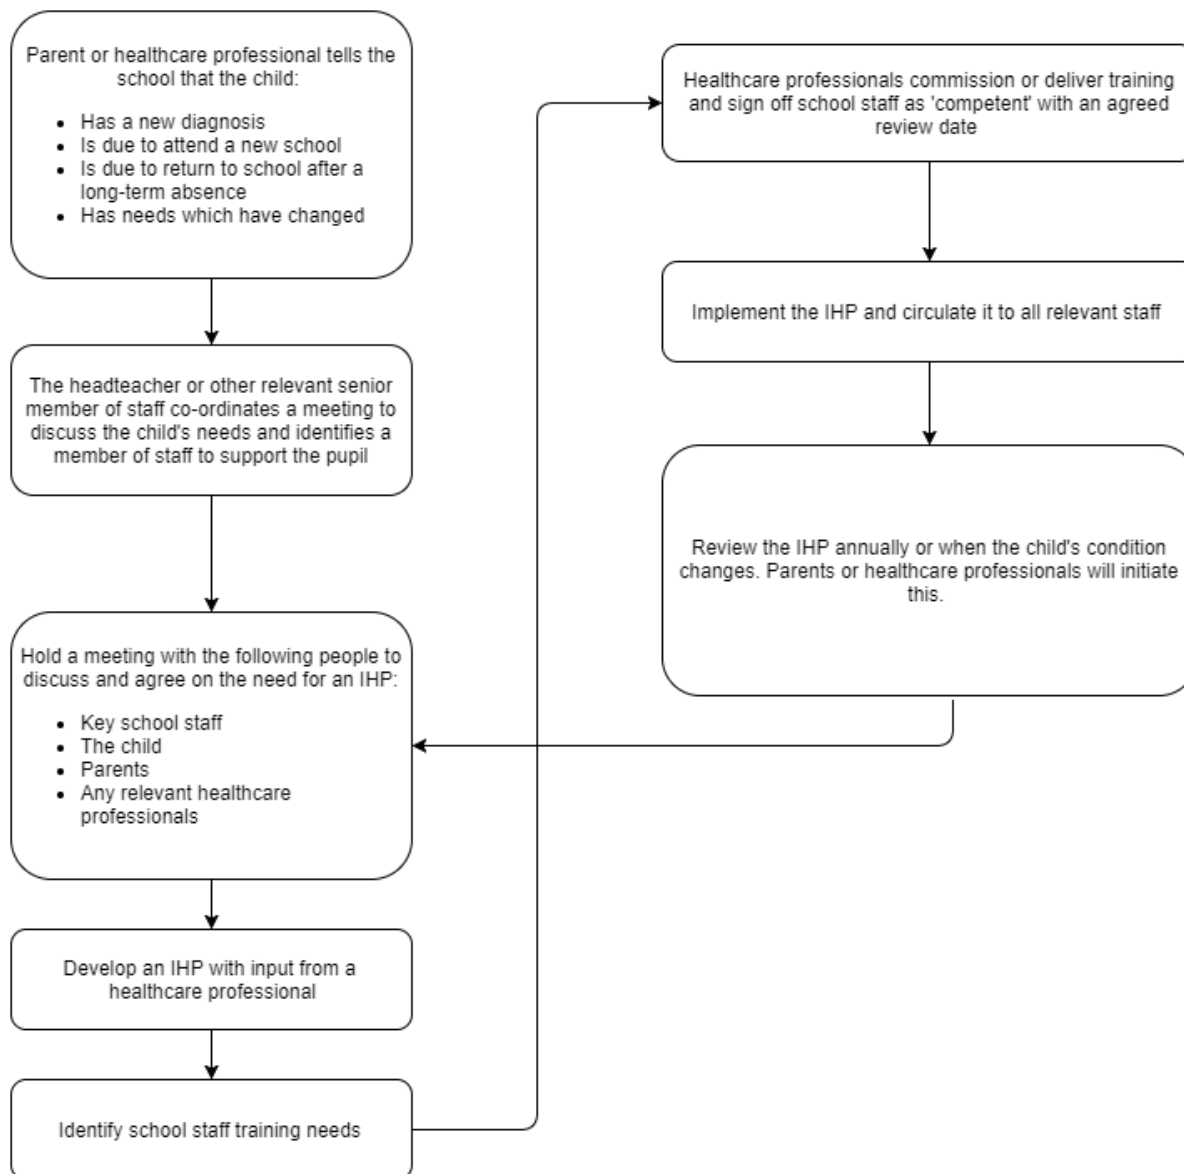 Parent or healthcare professional tells the
school that the child:
• Has a new diagnosis
• Is due to attend a new school
• Is due to return to school after a
long-term absence
• Has needs which have changed
The headteacher or other relevant senior
member of staff co-ordinates a meeting to
discuss the child's needs and identifies a
member of staff to support the pupil
Hold a meeting with the following people to
discuss and agree on the need for an IHP:
• Key school staff
• The child
• Parents
• Any relevant healthcare
professionals
Develop an IHP with input from a
healthcare professional
Identify school staff training needs
Healthcare professionals commission or deliver training
and sign off school staff as 'competent' with an agreed
review date
Implement the IHP and circulate it to all relevant staff
Review the IHP annually or when the child's condition
changes. Parents or healthcare professionals will initiate
this.